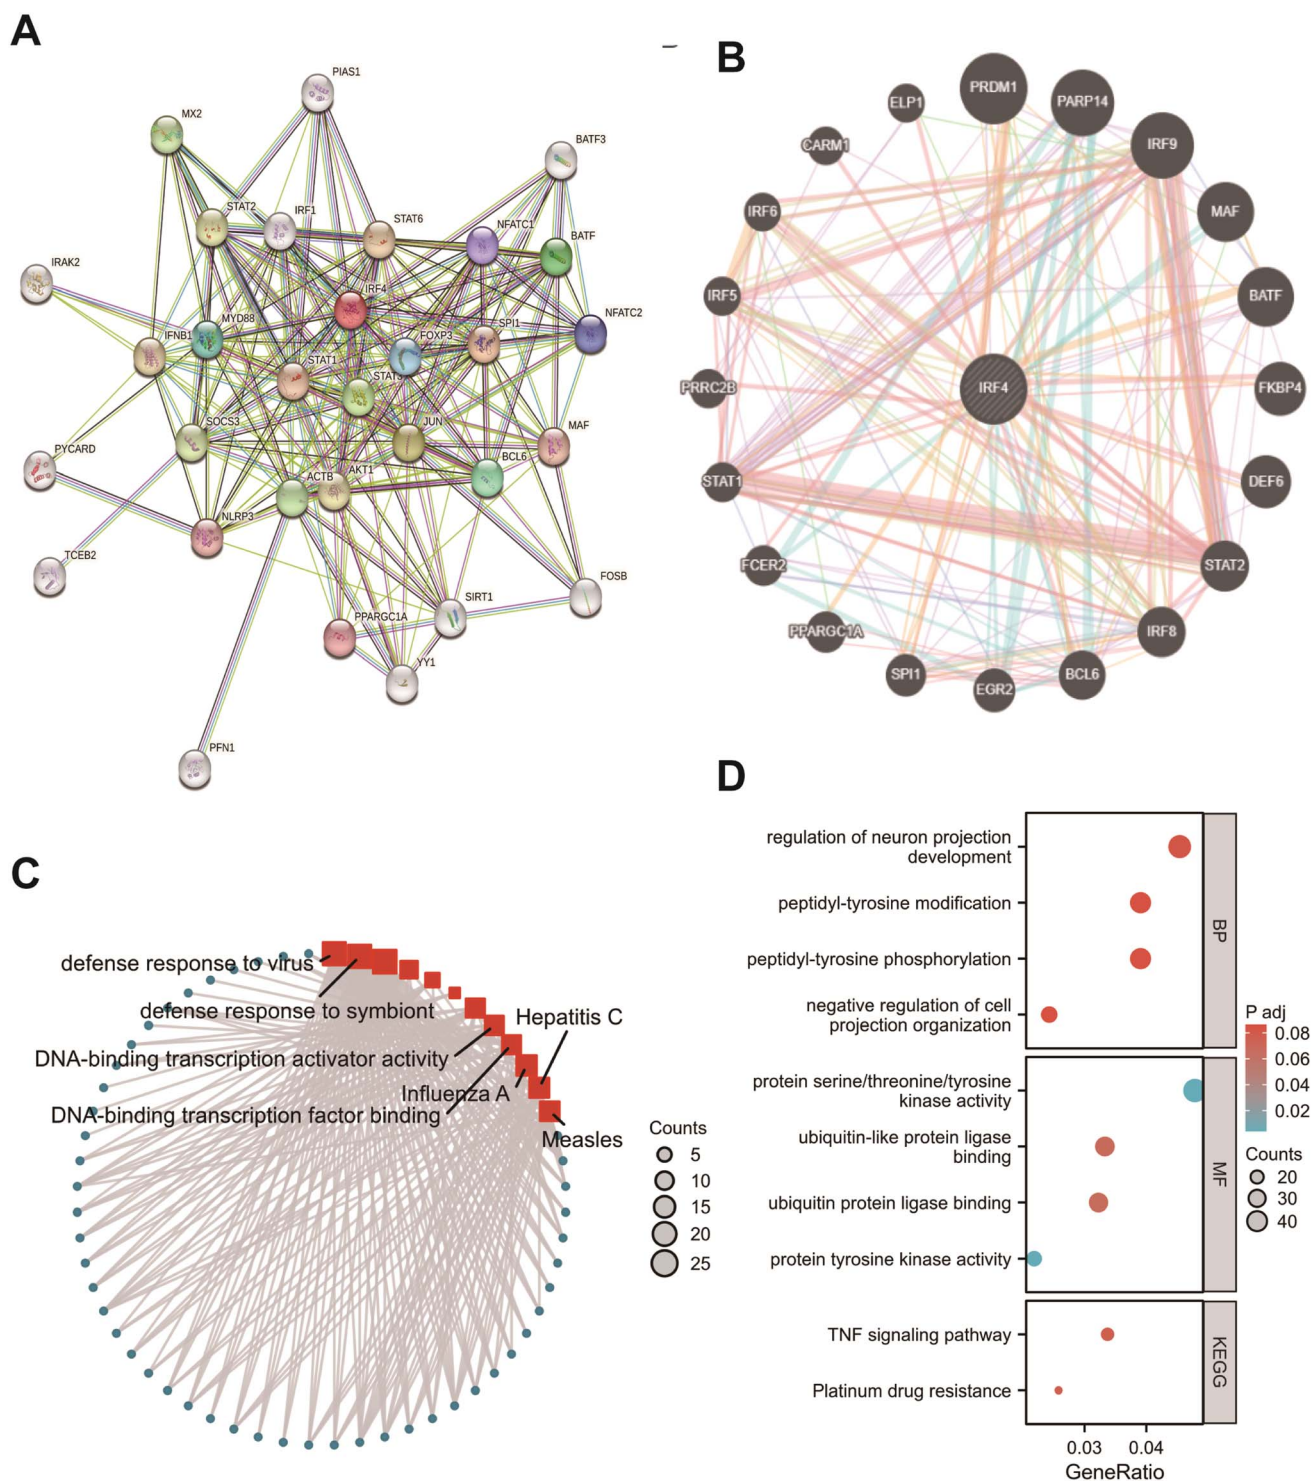 A
PIAS1
MX2
BATF3
STAT2
IRF1
STAT6
NFATC1
BATF
IRAK2
IRF4
NFATC2
IFNB1
MYD88
FOXP3
SPI1
STAT1
STAT3
SOCS3
JUN
MAF
PYCARD
BCL6
ACTB
AKT1
NLRP3
TCEB2
FOSB
SIRT1
PPARGC1A
YY1
PFN1
B
PRDM1
PARP14
ELP1
IRF9
CARM1
MAF
IRF6
BATF
IRF5
FKBP4
IRF4
PRRC2B
DEF6
STAT1
STAT2
FCER2
IRF8
PPARGC1A
BCL6
SPI1
EGR2
C
defense response to virus
defense response to symbiont
Hepatitis C
DNA-binding transcription activator activity
Influenza A
DNA-binding transcription factor binding
Measles
Counts
5
10
15
20
25
D
regulation of neuron projection
development
peptidyl-tyrosine modification
peptidyl-tyrosine phosphorylation
negative regulation of cell
projection organization
BP
protein serine/threonine/tyrosine
kinase activity
ubiquitin-like protein ligase
binding
ubiquitin protein ligase binding
protein tyrosine kinase activity
MF
TNF signaling pathway
Platinum drug resistance
KEGG
0.03 0.04
GeneRatio
P adj
0.08
0.06
0.04
0.02
Counts
20
30
40